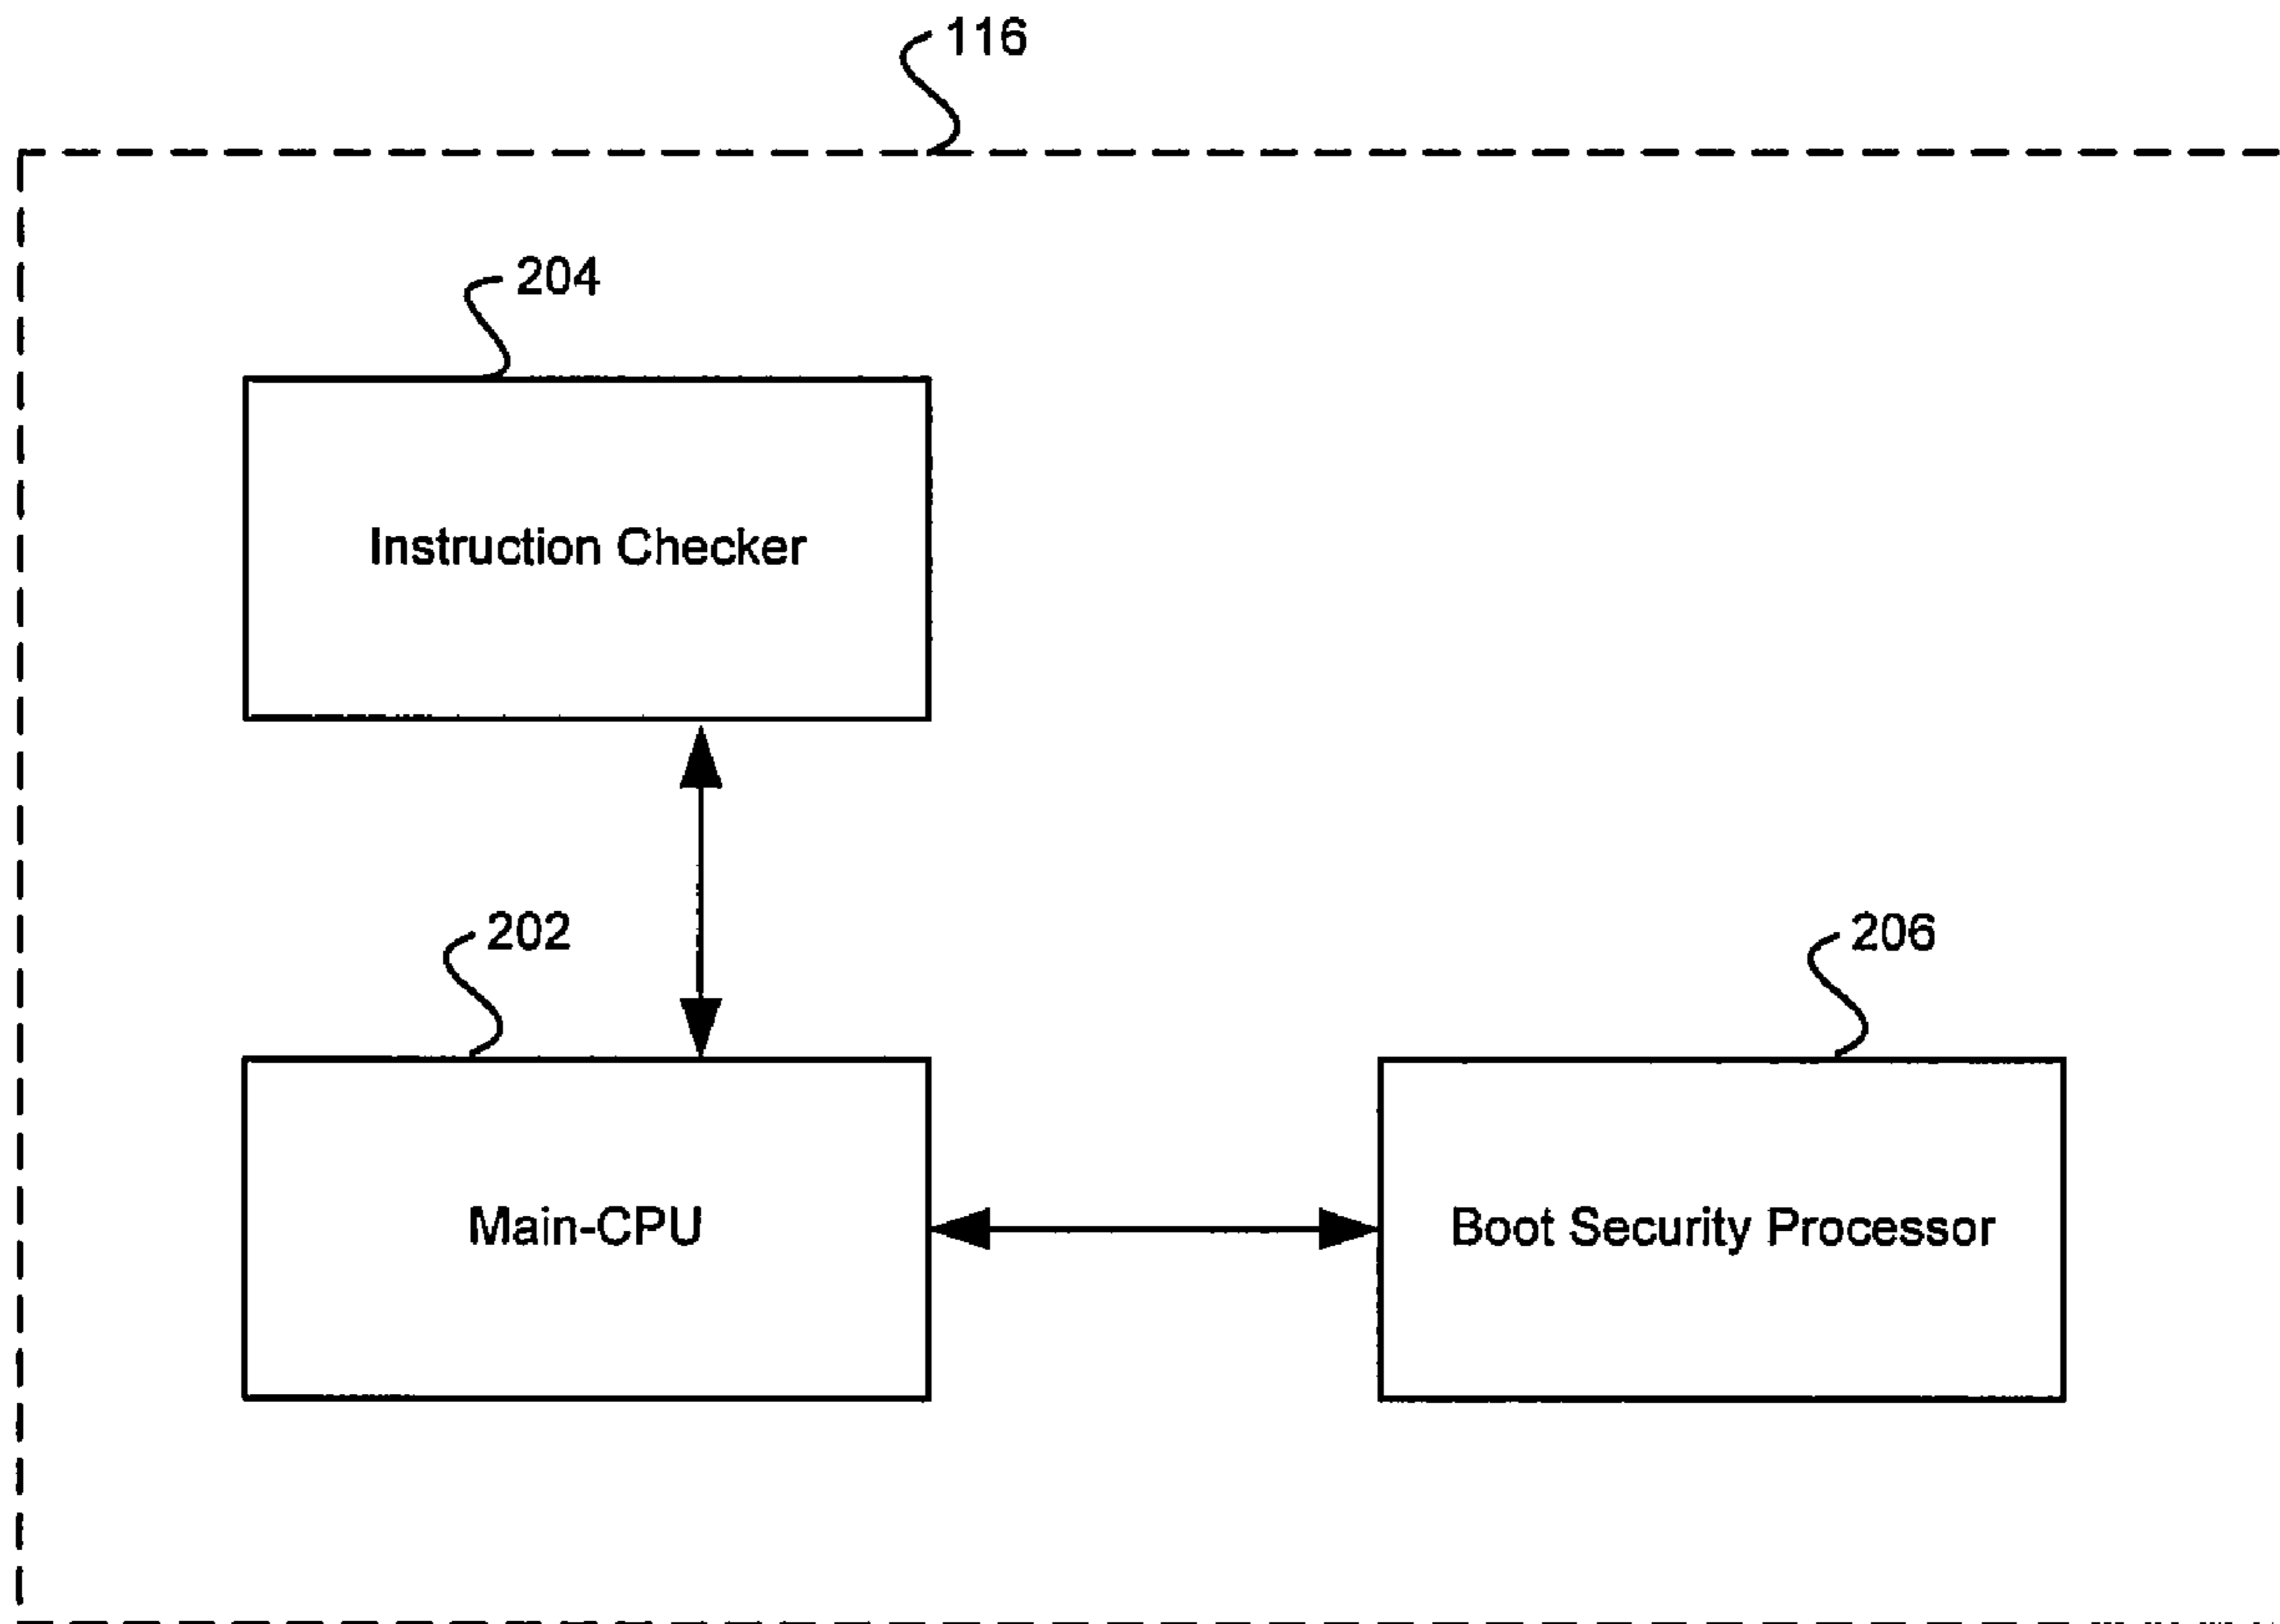 116
204
Instruction Checker
202
206
Main-CPU
Boot Security Processor